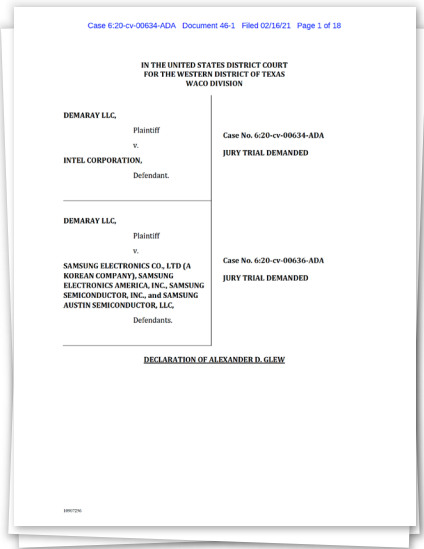 Case 6:20-cv-00634-ADA Document 46-1 Filed 02/16/21 Page 1 of 18
IN THE UNITED STATES DISTRICT COURT
FOR THE WESTERN DISTRICT OF TEXAS
WACO DIVISION
DEMARAY LLC,
Plaintiff
v.
INTEL CORPORATION,
Defendant.
Case No. 6:20-cv-00634-ADA
JURY TRIAL DEMANDED
DEMARAY LLC,
Plaintiff
v.
SAMSUNG ELECTRONICS CO., LTD (A
KOREAN COMPANY), SAMSUNG
ELECTRONICS AMERICA, INC., SAMSUNG
SEMICONDUCTOR, INC., and SAMSUNG
AUSTIN SEMICONDUCTOR, LLC,
Defendants.
Case No. 6:20-cv-00636-ADA
JURY TRIAL DEMANDED
DECLARATION OF ALEXANDER D. GLEW